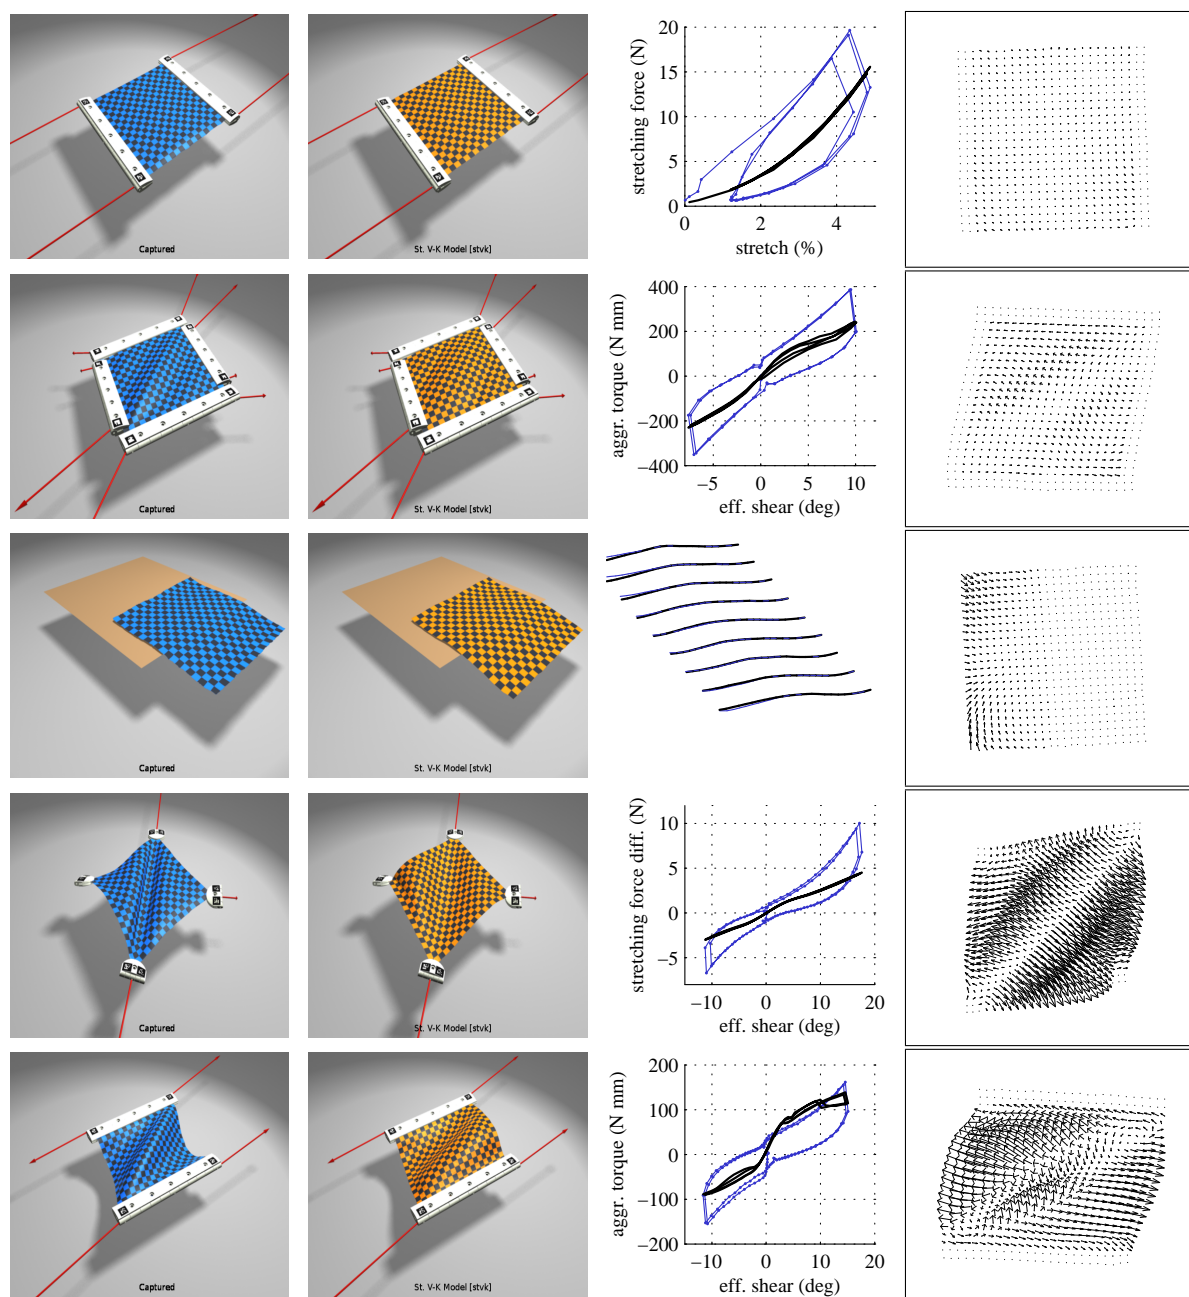 Captured
St. V-K Model [stvk]
stretching force (N)
20
15
10
5
0
0 2 4
stretch (%)
Captured
St. V-K Model [stvk]
aggr. torque (N mm)
400
200
0
−200
−400
−5 0 5 10
eff. shear (deg)
Captured
St. V-K Model [stvk]
Captured
St. V-K Model [stvk]
stretching force diff. (N)
10
5
0
−5
−10 0 10 20
eff. shear (deg)
Captured
St. V-K Model [stvk]
aggr. torque (N mm)
200
100
0
−100
−200
−10 0 10 20
eff. shear (deg)